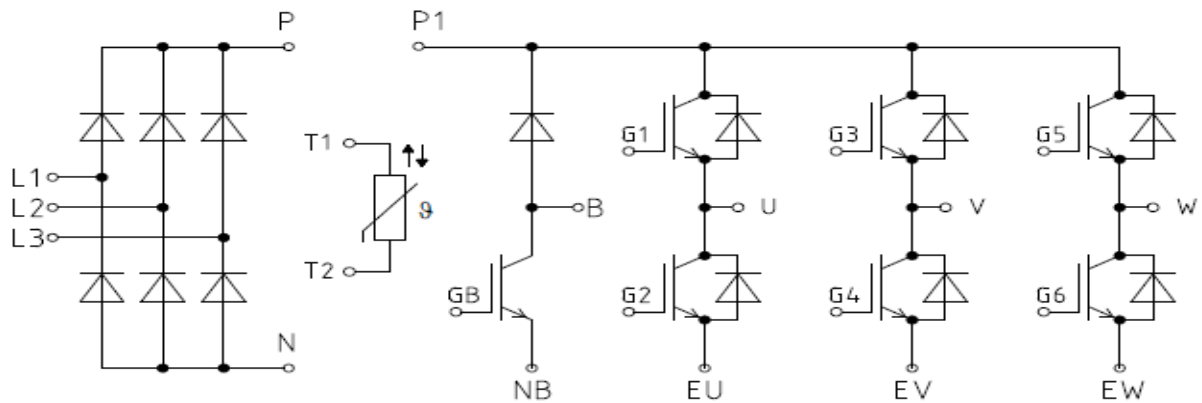 P P1
G1 G3 G5
T1
L1
L2 ϑ B U V W
L3
T2
GB G2 G4 G6
N
NB EU EV EW